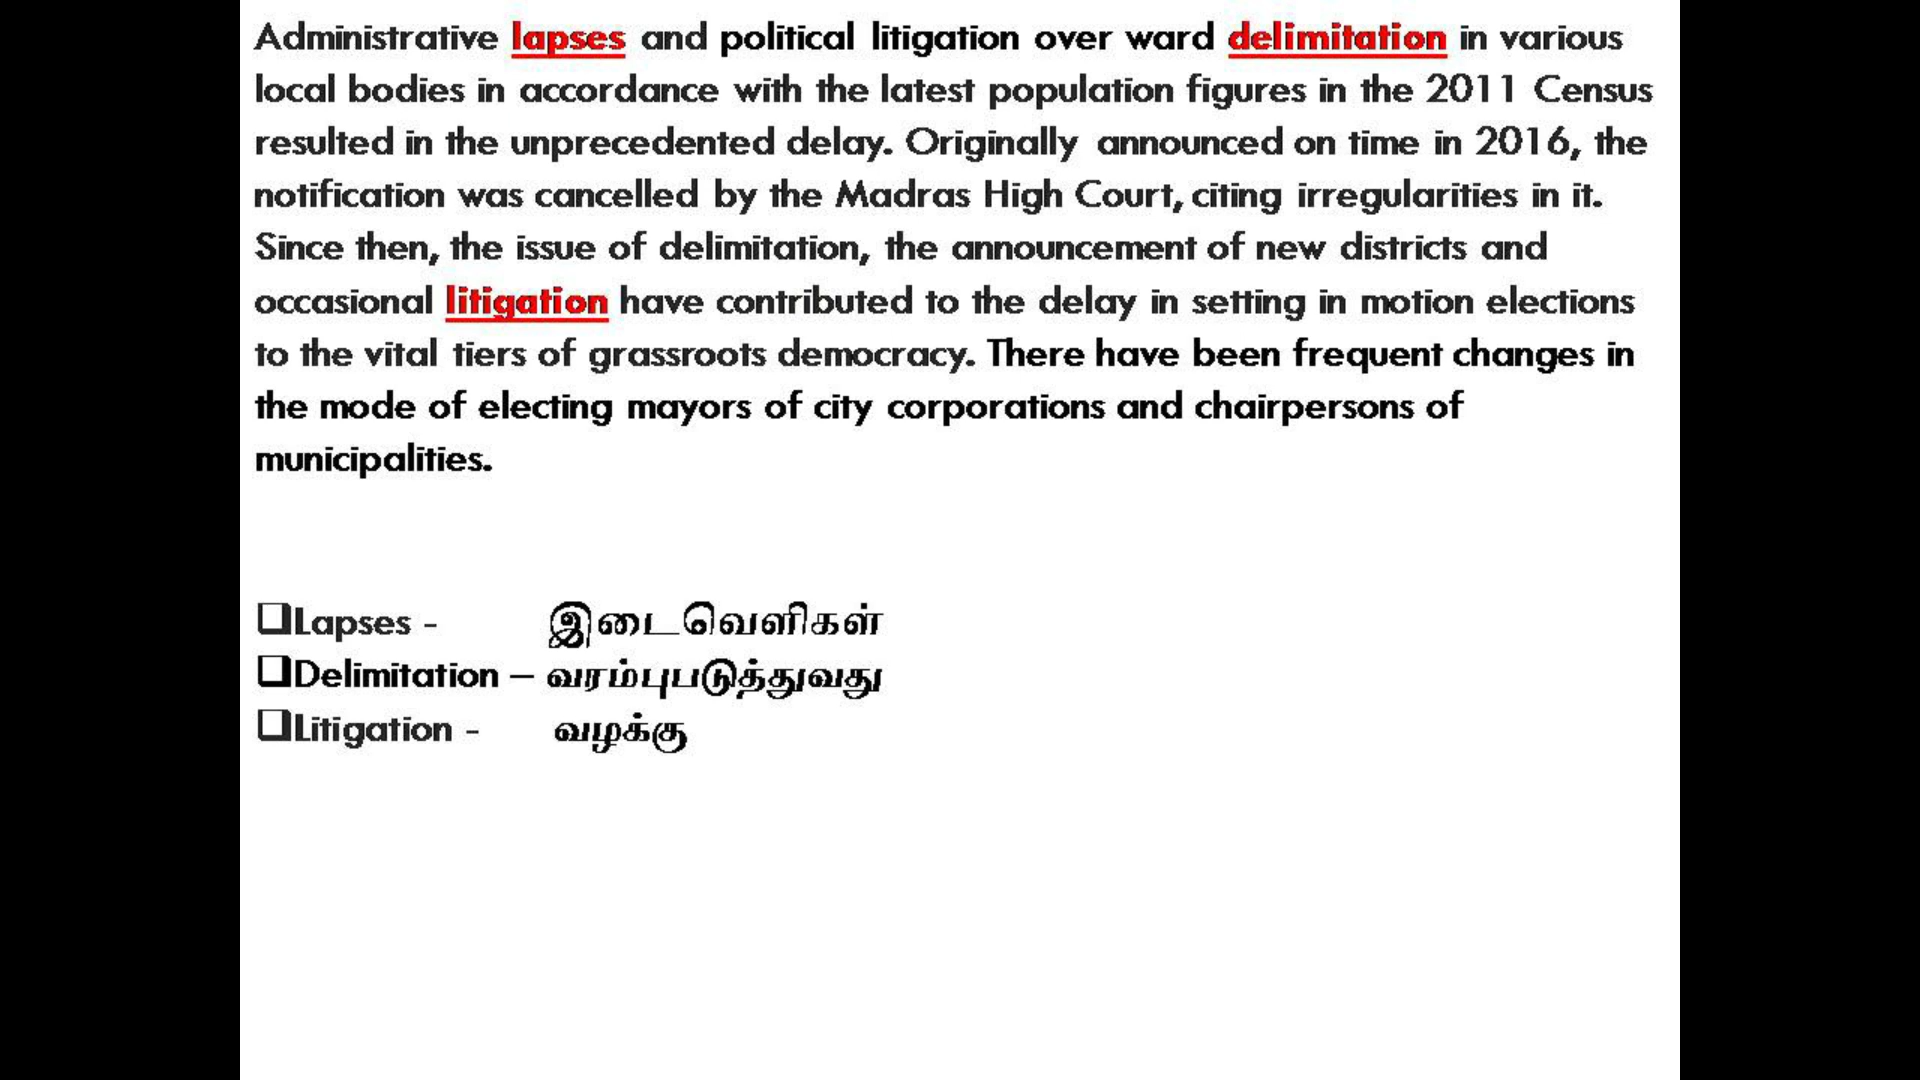 Administrative lapses and political litigation over ward delimitation in various
local bodies in accordance with the latest population figures in the 2011 Census
resulted in the unprecedented delay. Originally announced on time in 2016, the
notification was cancelled by the Madras High Court, citing irregularities in it.
Since then, the issue of delimitation, the announcement of new districts and
occasional litigation have contributed to the delay in setting in motion elections
to the vital tiers of grassroots democracy. There have been frequent changes in
the mode of electing mayors of city corporations and chairpersons of
municipalities.
❑Lapses - இடைவெளிகள்
❑Delimitation – வரம்புபடுத்துவது
❑Litigation - வழக்கு